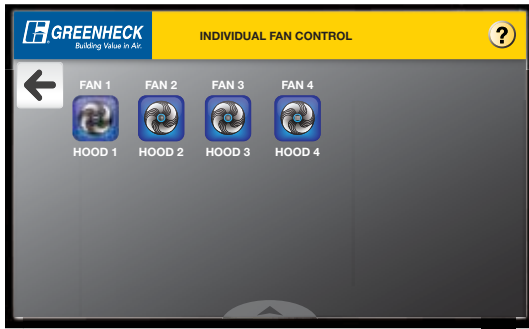 GREENHECK
Building Value in Air.
INDIVIDUAL FAN CONTROL
?
FAN 1 FAN 2 FAN 3 FAN 4
HOOD 1 HOOD 2 HOOD 3 HOOD 4